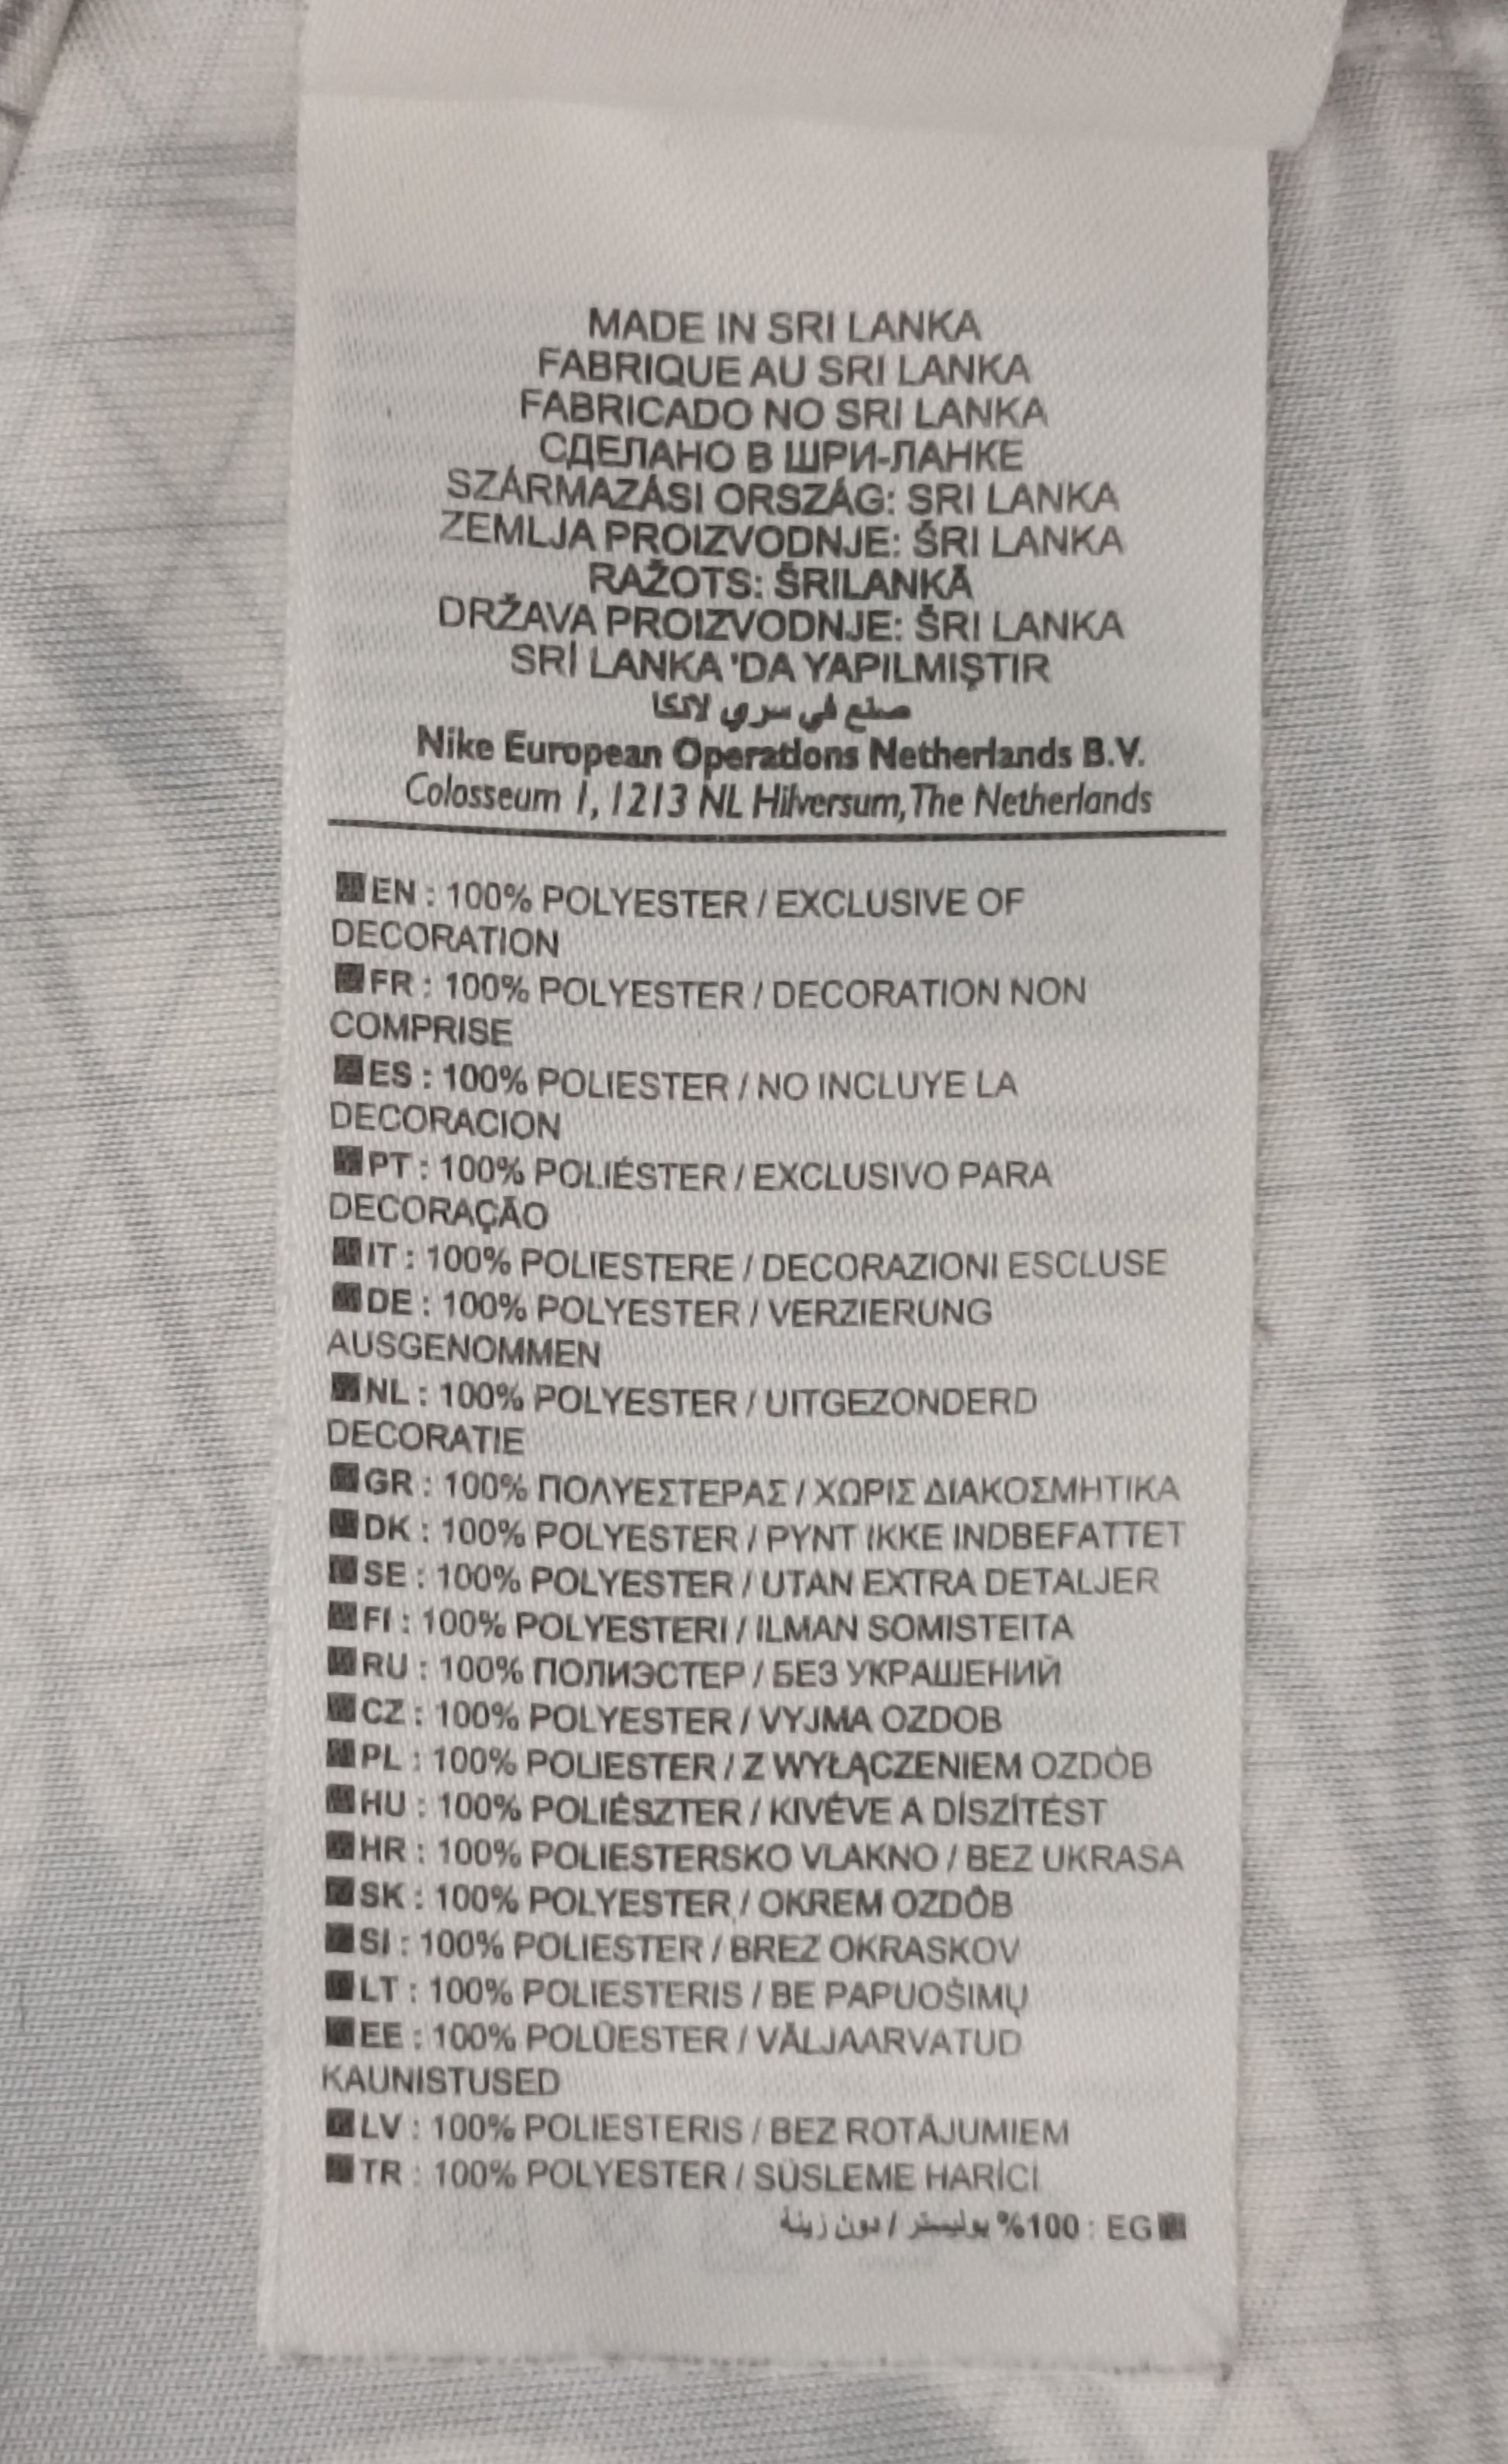 MADE IN SRI LANKA
FABRIQUE AU SRI LANKA
FABRICADO NO SRI LANKA
СДЕЛАНО В ШРИ-ЛАНКЕ
SZÁRMAZÁSI ORSZÁG: SRI LANKA
ZEMLJA PROIZVODNJE: ŠRI LANKA
RAŽOTS: ŠRILANKĀ
DRŽAVA PROIZVODNJE: ŠRI LANKA
SRİ LANKA 'DA YAPILMIŞTIR
صنع في سري لانكا
Nike European Operations Netherlands B.V.
Colosseum 1, 1213 NL Hilversum, The Netherlands
EN : 100% POLYESTER / EXCLUSIVE OF
DECORATION
FR : 100% POLYESTER / DECORATION NON
COMPRISE
ES : 100% POLIESTER / NO INCLUYE LA
DECORACION
PT : 100% POLIÉSTER / EXCLUSIVO PARA
DECORAÇÃO
IT : 100% POLIESTERE / DECORAZIONI ESCLUSE
DE : 100% POLYESTER / VERZIERUNG
AUSGENOMMEN
NL : 100% POLYESTER / UITGEZONDERD
DECORATIE
GR : 100% ΠΟΛΥΕΣΤΕΡΑΣ / ΧΩΡΙΣ ΔΙΑΚΟΣΜΗΤΙΚΑ
DK : 100% POLYESTER / PYNT IKKE INDBEFATTET
SE : 100% POLYESTER / UTAN EXTRA DETALJER
FI : 100% POLYESTERI / ILMAN SOMISTEITA
RU : 100% ПОЛИЭСТЕР / БЕЗ УКРАШЕНИЙ
CZ : 100% POLYESTER / VYJMA OZDOB
PL : 100% POLIESTER / Z WYŁĄCZENIEM OZDÓB
HU : 100% POLIÉSZTER / KIVÉVE A DÍSZÍTÉST
HR : 100% POLIESTERSKO VLAKNO / BEZ UKRASA
SK : 100% POLYESTER / OKREM OZDÔB
SI : 100% POLIESTER / BREZ OKRASKOV
LT : 100% POLIESTERIS / BE PAPUOŠIMŲ
EE : 100% POLÜESTER / VÄLJAARVATUD
KAUNISTUSED
LV : 100% POLIESTERIS / BEZ ROTĀJUMIEM
TR : 100% POLYESTER / SÜSLEME HARİCİ
EG : 100% بوليستر / بدون زينة